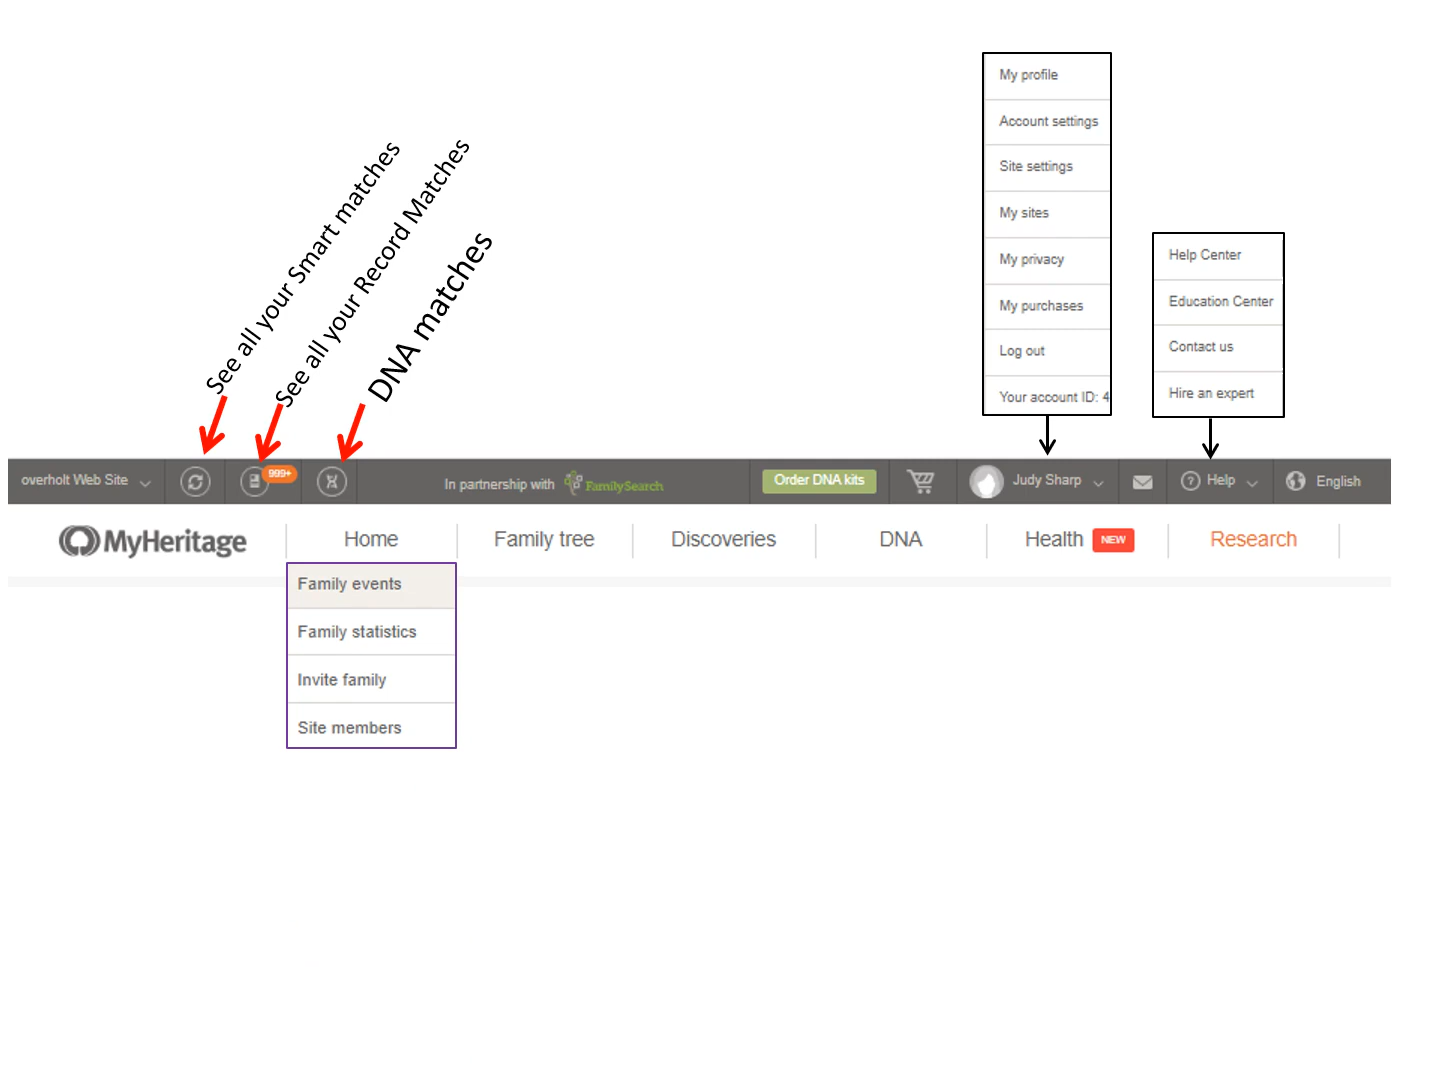 My profile
Account settings
Site settings
My sites
My privacy
My purchases
Log out
Your account ID: 4
Help Center
Education Center
Contact us
Hire an expert
See all your Smart matches
See all your Record Matches
DNA matches
overholt Web Site
999+
In partnership with FamilySearch
Order DNA kits
Judy Sharp
? Help
English
MyHeritage
Home
Family tree
Discoveries
DNA
Health NEW
Research
Family events
Family statistics
Invite family
Site members